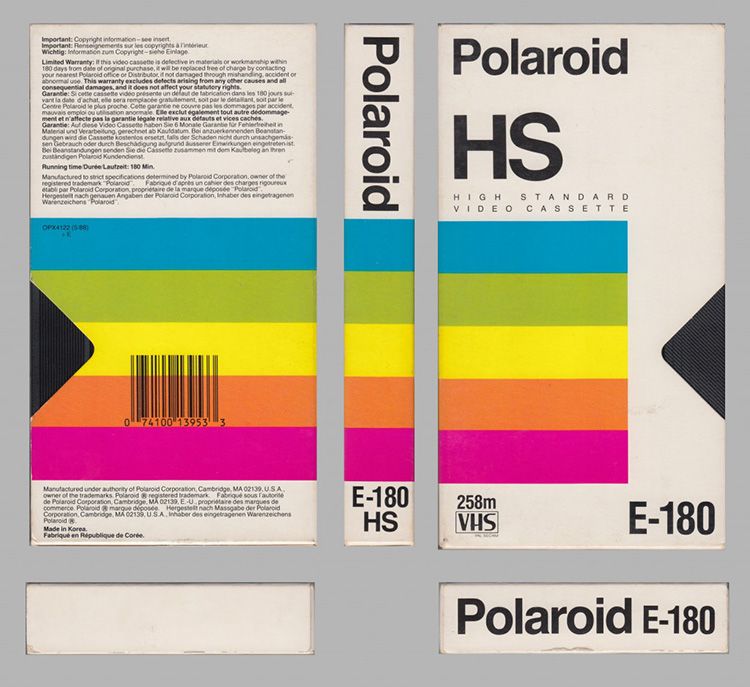 Important: Copyright information – see insert.
Important: Renseignements sur les copyrights à l'intérieur.
Wichtig: Information zum Copyright – siehe Einlage.
Limited Warranty: If this video cassette is defective in materials or workmanship within
180 days from date of original purchase, it will be replaced free of charge by contacting
your nearest Polaroid office or Distributor, if not damaged through mishandling, accident or
abnormal use. This warranty excludes defects arising from any other causes and all
consequential damages, and it does not affect your statutory rights.
Garantie: Si cette cassette vidéo présente un défaut de fabrication dans les 180 jours sui-
vant la date d'achat, elle sera remplacée gratuitement, soit par le détaillant, soit par le
Centre Polaroid le plus proche. Cette garantie ne couvre pas les dommages par accident,
mauvais emploi ou utilisation anormale. Elle exclut également tout autre dédommage-
ment et n'affecte pas la garantie légale relative aux défauts et vices cachés.
Garantie: Auf diese Video Cassette haben Sie 6 Monate Garantie für Fehlerfreiheit in
Material und Verarbeitung, gerechnet ab Kaufdatum. Bei anzuerkennenden Beanstan-
dungen wird die Cassette kostenlos ersetzt, falls der Schaden nicht durch unsachgemäs-
sen Gebrauch oder durch Beschädigung aufgrund äusserer Einwirkungen eingetreten ist.
Bei Beanstandungen senden Sie die Cassette zusammen mit dem Kaufbeleg an Ihren
zuständigen Polaroid Kundendienst.
Running time/Durée/Laufzeit: 180 Min.
Manufactured to strict specifications determined by Polaroid Corporation, owner of the
registered trademark "Polaroid". Fabriqué d'après un cahier des charges rigoureux
établi par Polaroid Corporation, propriétaire de la marque déposée "Polaroid".
Hergestellt nach genauen Angaben der Polaroid Corporation, Inhaber des eingetragenen
Warenzeichens "Polaroid".
OPX4122 (5/88)
+ E
0 74100 13953 3
Manufactured under authority of Polaroid Corporation, Cambridge, MA 02139, U.S.A.,
owner of the trademarks. Polaroid ® registered trademark. Fabriqué sous l'autorité
de Polaroid Corporation, Cambridge, MA 02139, E.-U., propriétaire des marques de
commerce. Polaroid ® marque déposée. Hergestellt nach Massgabe der Polaroid
Corporation, Cambridge, MA 02139, U.S.A., Inhaber des eingetragenen Warenzeichens
Polaroid ®.
Made in Korea.
Fabriqué en République de Corée.
Polaroid
E-180
HS
Polaroid
HS
HIGH STANDARD
VIDEO CASSETTE
258m
VHS
PAL SECAM
E-180
Polaroid E-180